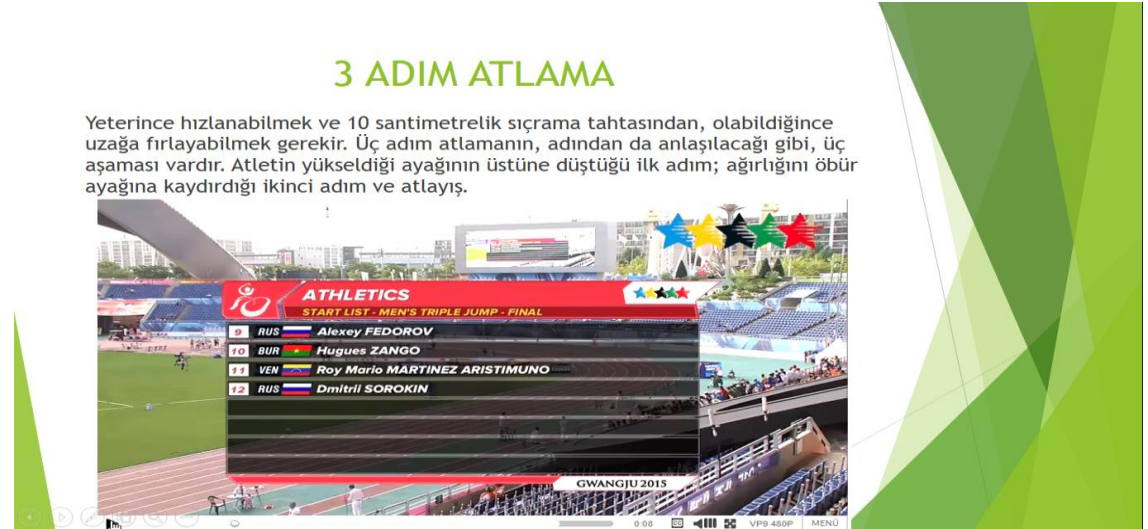 3 ADIM ATLAMA
Yeterince hızlanabilmek ve 10 santimetrelik sıçrama tahtasından, olabildiğince
uzağa fırlayabilmek gerekir. Üç adım atlamanın, adından da anlaşılacağı gibi, üç
aşaması vardır. Atletin yükseldiği ayağının üstüne düştüğü ilk adım; ağırlığını öbür
ayağına kaydırdığı ikinci adım ve atlayış.
ATHLETICS
START LIST - MEN'S TRIPLE JUMP - FINAL
9 RUS Alexey FEDOROV
10 BUR Hugues ZANGO
11 VEN Roy Mario MARTINEZ ARISTIMUNO
12 RUS Dmitrii SOROKIN
GWANGJU 2015
0:08 CC VP9 480P MENÜ